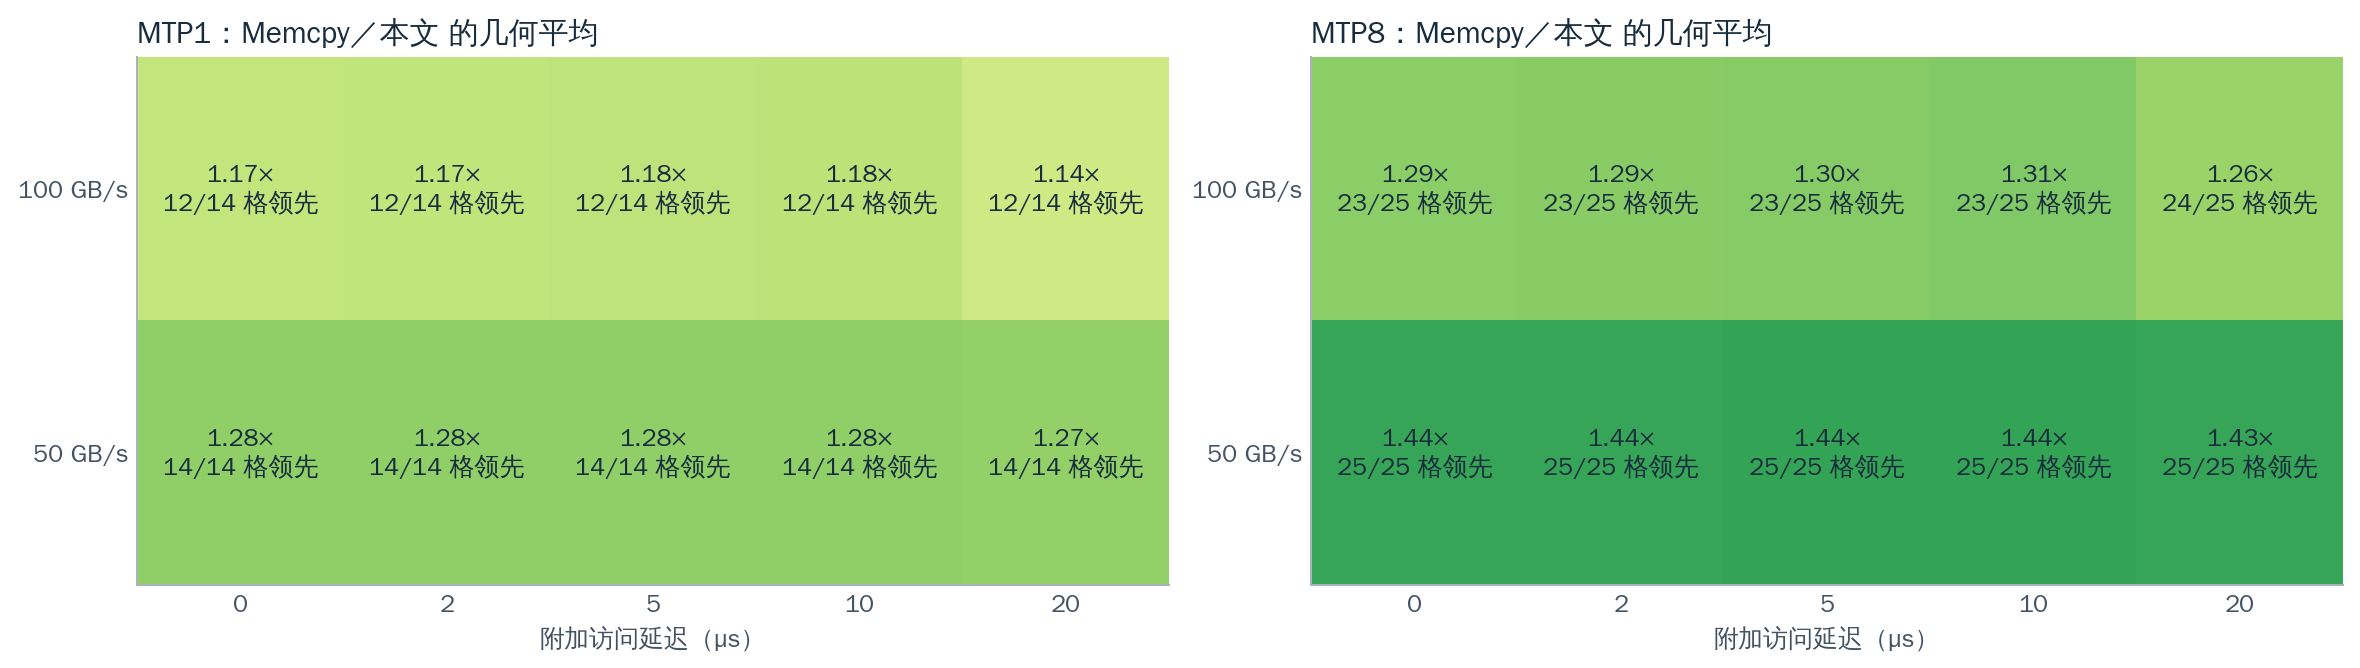 MTP1：Memcpy／本文 的几何平均
100 GB/s
1.17×
12/14 格领先
1.17×
12/14 格领先
1.18×
12/14 格领先
1.18×
12/14 格领先
1.14×
12/14 格领先
50 GB/s
1.28×
14/14 格领先
1.28×
14/14 格领先
1.28×
14/14 格领先
1.28×
14/14 格领先
1.27×
14/14 格领先
0
2
5
10
20
附加访问延迟（μs）
MTP8：Memcpy／本文 的几何平均
100 GB/s
1.29×
23/25 格领先
1.29×
23/25 格领先
1.30×
23/25 格领先
1.31×
23/25 格领先
1.26×
24/25 格领先
50 GB/s
1.44×
25/25 格领先
1.44×
25/25 格领先
1.44×
25/25 格领先
1.44×
25/25 格领先
1.43×
25/25 格领先
0
2
5
10
20
附加访问延迟（μs）